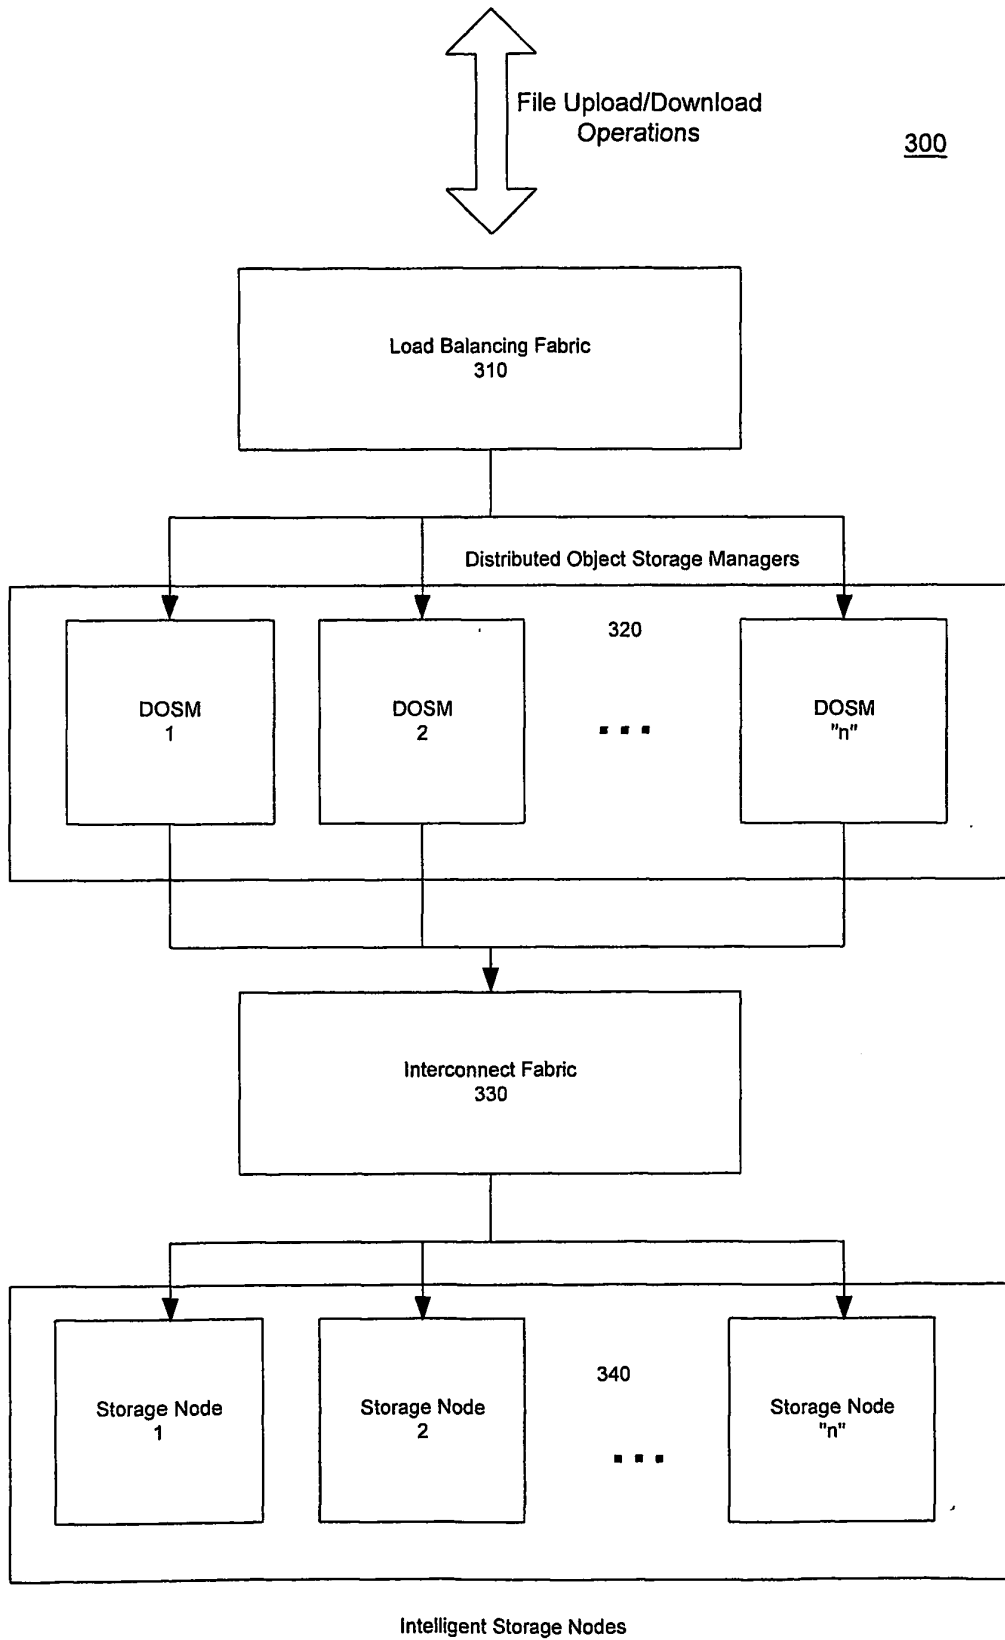 File Upload/Download
Operations
300
Load Balancing Fabric
310
Distributed Object Storage Managers
320
DOSM
1
DOSM
2
DOSM
"n"
Interconnect Fabric
330
340
Storage Node
1
Storage Node
2
Storage Node
"n"
Intelligent Storage Nodes